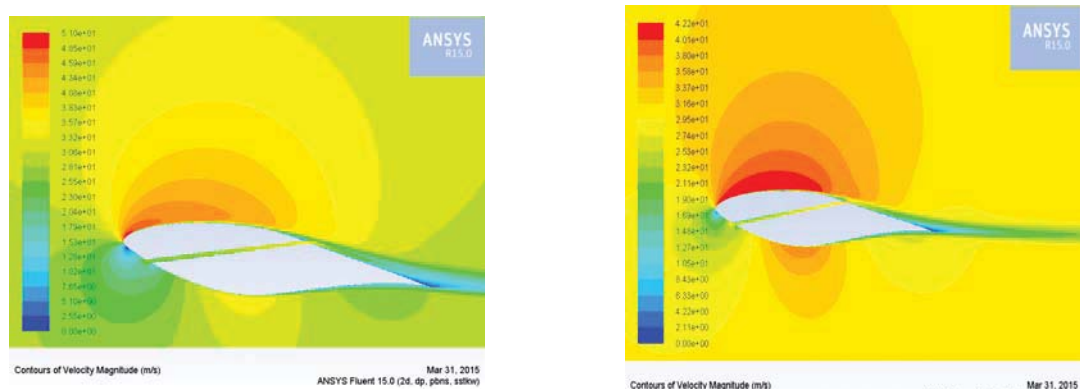 5.10e+01
4.85e+01
4.59e+01
4.34e+01
4.08e+01
3.83e+01
3.57e+01
3.32e+01
3.06e+01
2.81e+01
2.55e+01
2.30e+01
2.04e+01
1.79e+01
1.53e+01
1.28e+01
1.02e+01
7.65e+00
5.10e+00
2.55e+00
0.00e+00
ANSYS
R15.0
Contours of Velocity Magnitude (m/s)
Mar 31, 2015
ANSYS Fluent 15.0 (2d, dp, pbns, sstkw)
4.22e+01
4.01e+01
3.80e+01
3.58e+01
3.37e+01
3.16e+01
2.95e+01
2.74e+01
2.53e+01
2.32e+01
2.11e+01
1.90e+01
1.69e+01
1.48e+01
1.27e+01
1.05e+01
8.43e+00
6.33e+00
4.22e+00
2.11e+00
0.00e+00
ANSYS
R15.0
Contours of Velocity Magnitude (m/s)
Mar 31, 2015